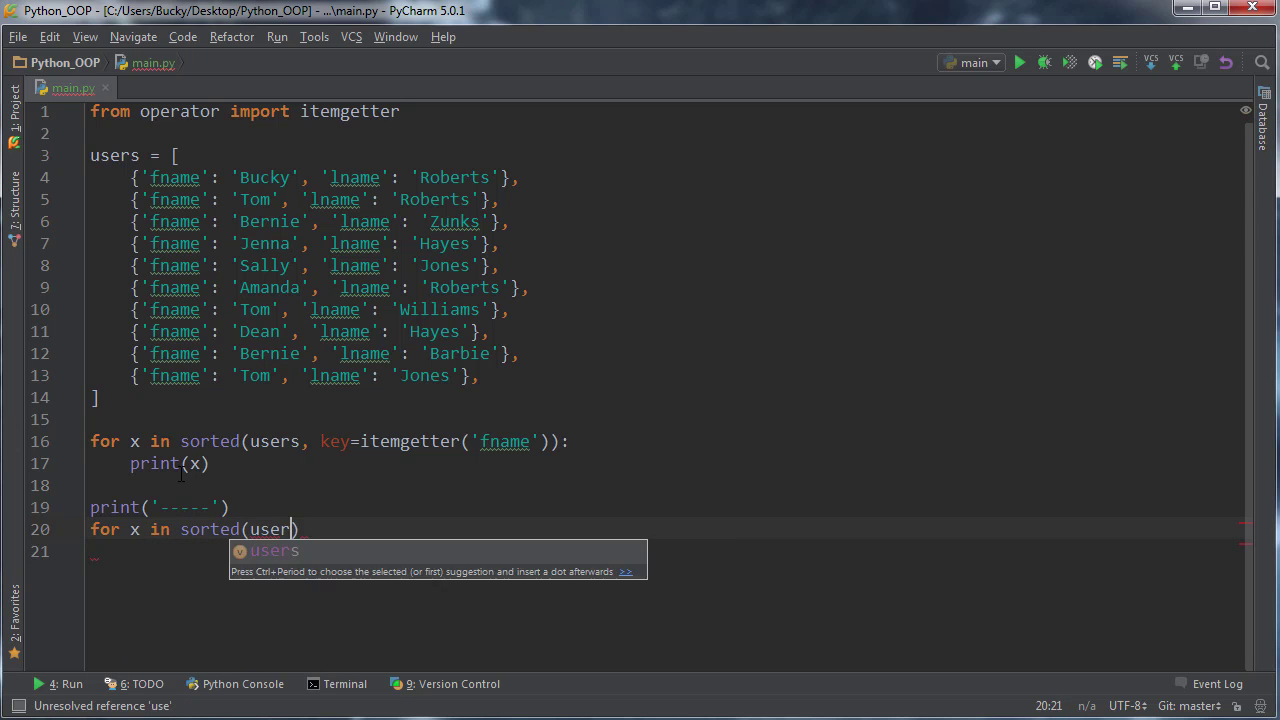 Python_OOP - [C:/Users/Bucky/Desktop/Python_OOP] - ...\main.py - PyCharm 5.0.1
File Edit View Navigate Code Refactor Run Tools VCS Window Help
Python_OOP main.py main VCS VCS
main.py
1 from operator import itemgetter
2
3 users = [
4 {'fname': 'Bucky', 'lname': 'Roberts'},
5 {'fname': 'Tom', 'lname': 'Roberts'},
6 {'fname': 'Bernie', 'lname': 'Zunks'},
7 {'fname': 'Jenna', 'lname': 'Hayes'},
8 {'fname': 'Sally', 'lname': 'Jones'},
9 {'fname': 'Amanda', 'lname': 'Roberts'},
10 {'fname': 'Tom', 'lname': 'Williams'},
11 {'fname': 'Dean', 'lname': 'Hayes'},
12 {'fname': 'Bernie', 'lname': 'Barbie'},
13 {'fname': 'Tom', 'lname': 'Jones'},
14 ]
15
16 for x in sorted(users, key=itemgetter('fname')):
17 print(x)
18
19 print('-----')
20 for x in sorted(user)
21
v users
Press Ctrl+Period to choose the selected (or first) suggestion and insert a dot afterwards >>
1: Project
7: Structure
2: Favorites
Database
4: Run 6: TODO Python Console Terminal 9: Version Control Event Log
Unresolved reference 'use' 20:21 n/a UTF-8 Git: master